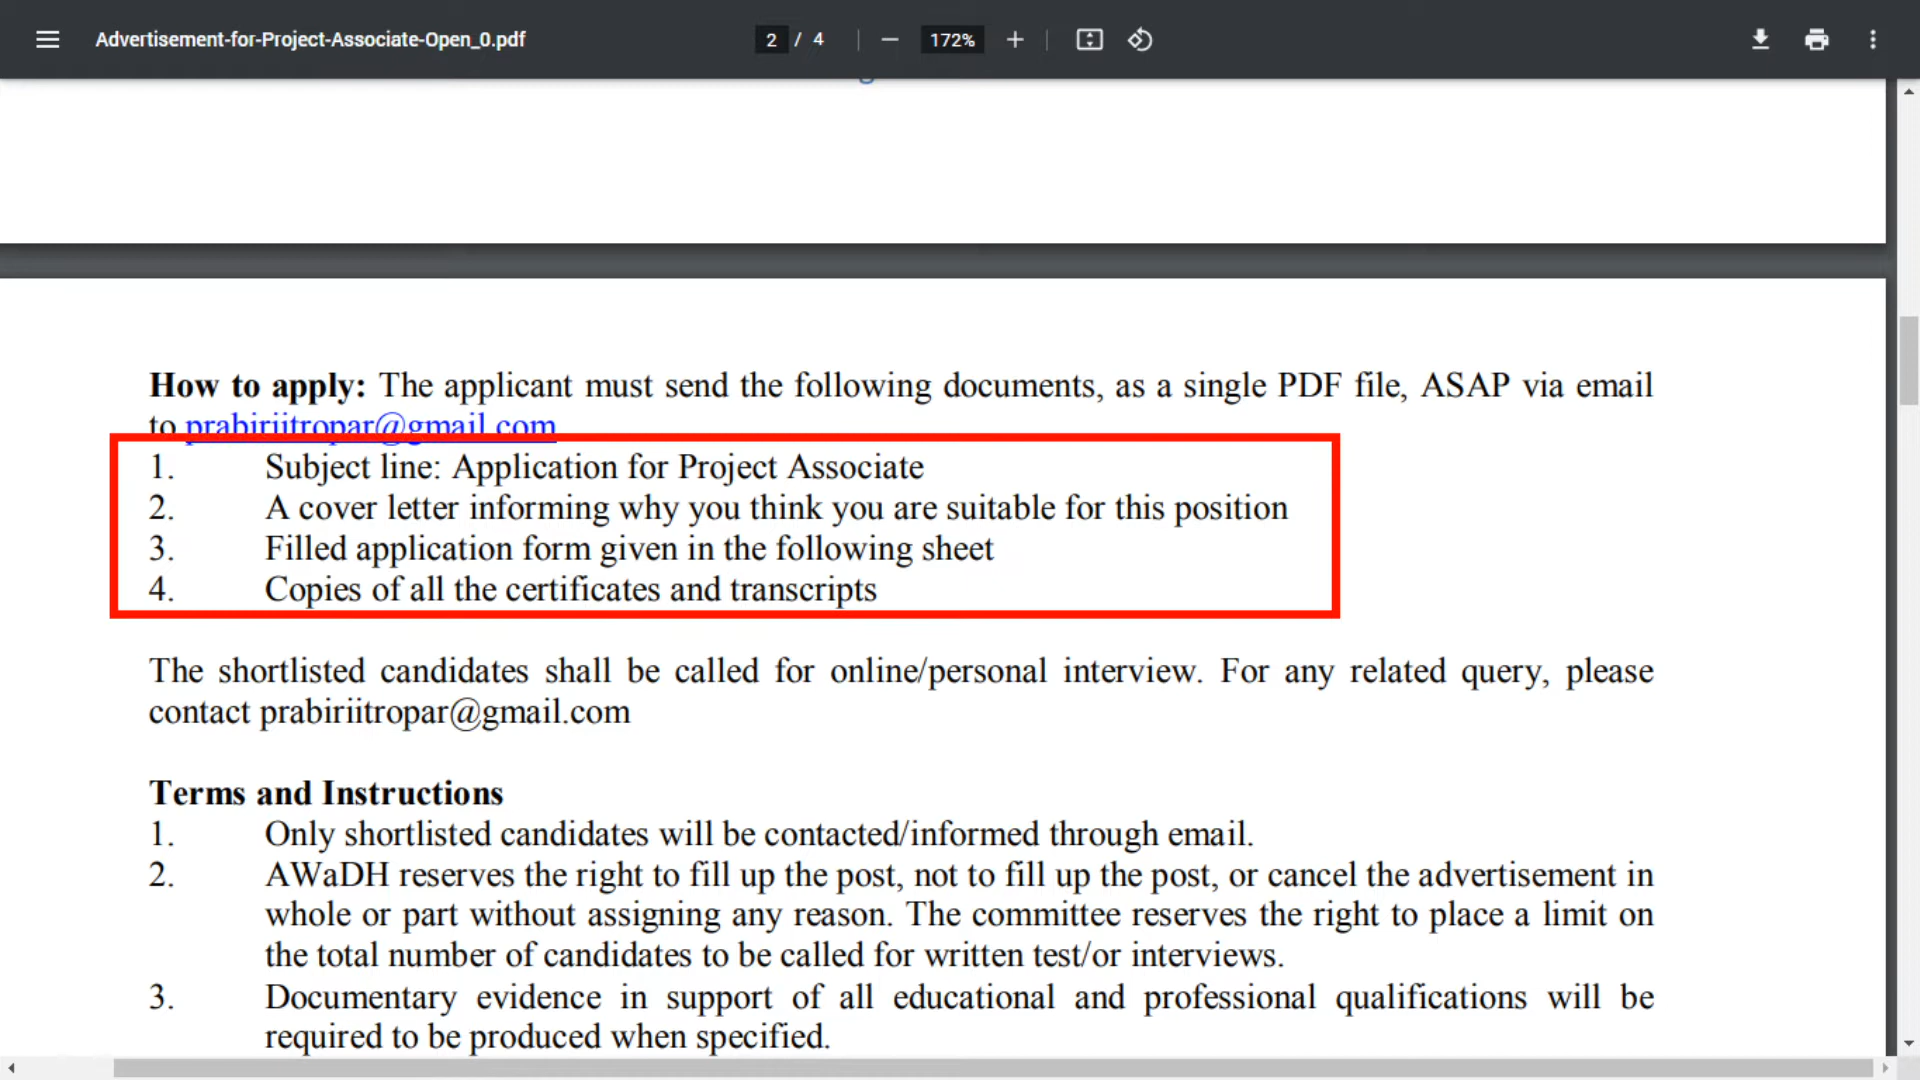 Advertisement-for-Project-Associate-Open_0.pdf
2 / 4
172%
How to apply: The applicant must send the following documents, as a single PDF file, ASAP via email
to prabiriitropar@gmail.com
1. Subject line: Application for Project Associate
2. A cover letter informing why you think you are suitable for this position
3. Filled application form given in the following sheet
4. Copies of all the certificates and transcripts
The shortlisted candidates shall be called for online/personal interview. For any related query, please
contact prabiriitropar@gmail.com
Terms and Instructions
1. Only shortlisted candidates will be contacted/informed through email.
2. AWaDH reserves the right to fill up the post, not to fill up the post, or cancel the advertisement in
whole or part without assigning any reason. The committee reserves the right to place a limit on
the total number of candidates to be called for written test/or interviews.
3. Documentary evidence in support of all educational and professional qualifications will be
required to be produced when specified.